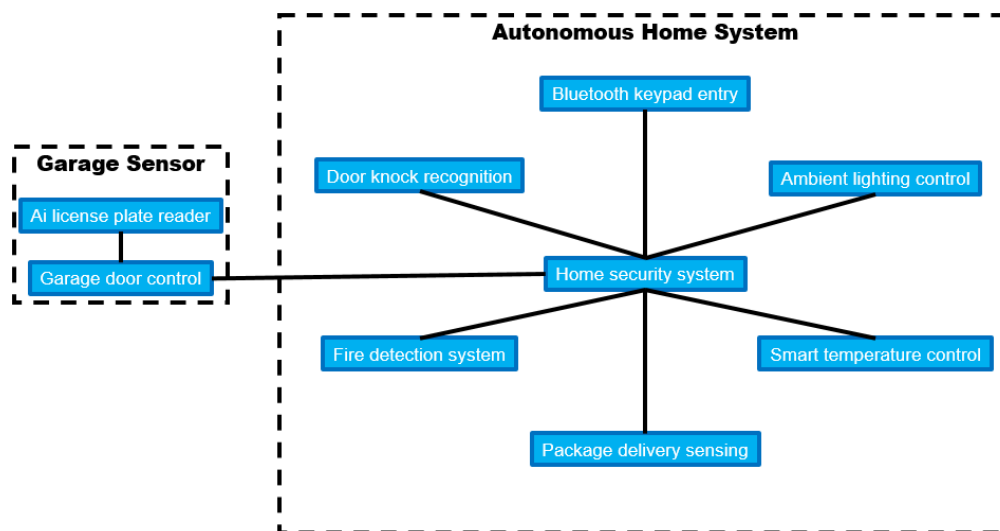 Autonomous Home System
Bluetooth keypad entry
Garage Sensor
Door knock recognition
Ambient lighting control
Ai license plate reader
Garage door control
Home security system
Fire detection system
Smart temperature control
Package delivery sensing